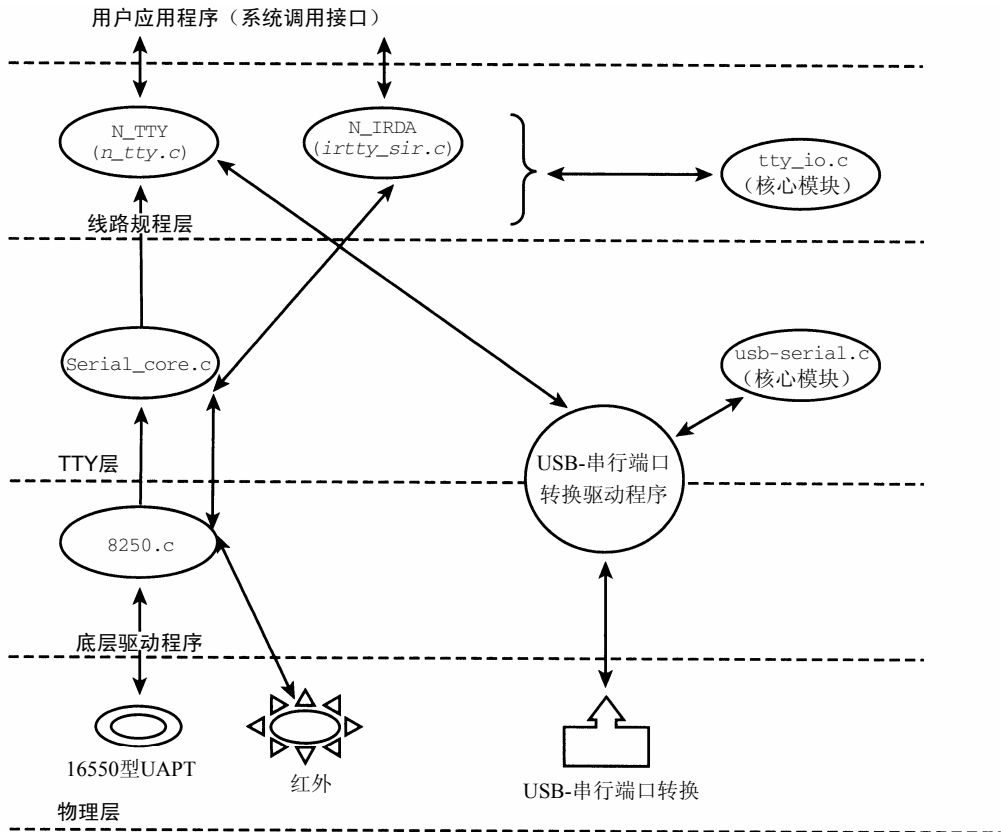 用户应用程序（系统调用接口）
N_TTY
(n_tty.c)
N_IRDA
(irtty_sir.c)
tty_io.c
（核心模块）
线路规程层
Serial_core.c
usb-serial.c
（核心模块）
USB-串行端口
转换驱动程序
TTY层
8250.c
底层驱动程序
16550型UAPT
红外
USB-串行端口转换
物理层